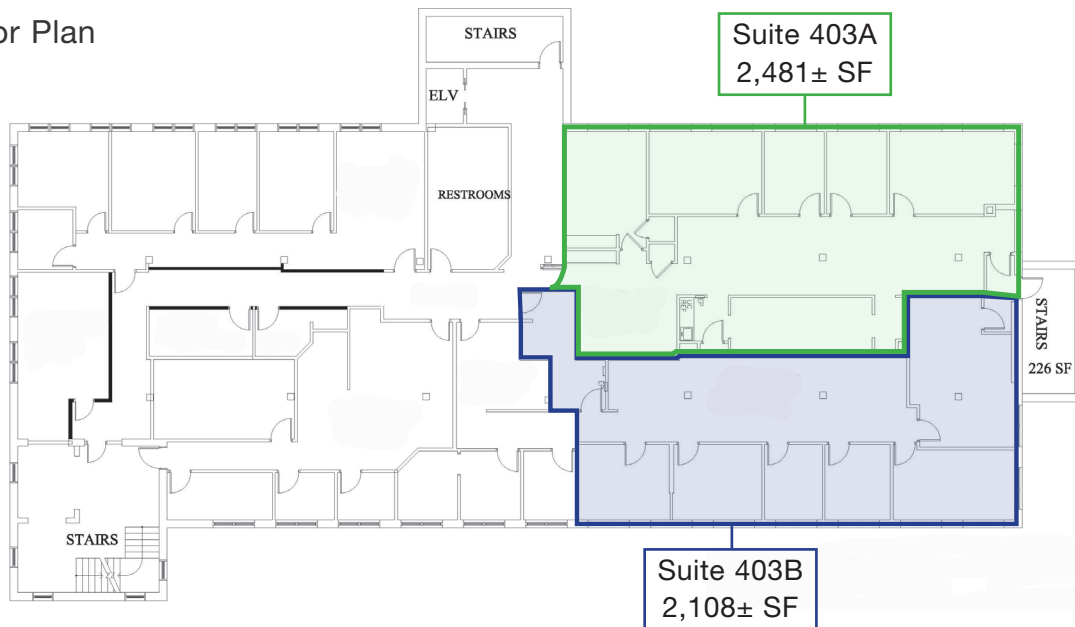 or Plan
STAIRS
Suite 403A
2,481± SF
ELV
RESTROOMS
STAIRS
226 SF
STAIRS
Suite 403B
2,108± SF